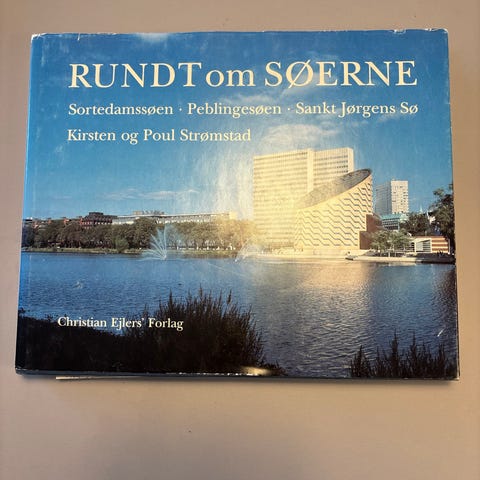 RUNDT om SØERNE
Sortedamssøen · Peblingesøen · Sankt Jørgens Sø
Kirsten og Poul Strømstad
Christian Ejlers' Forlag